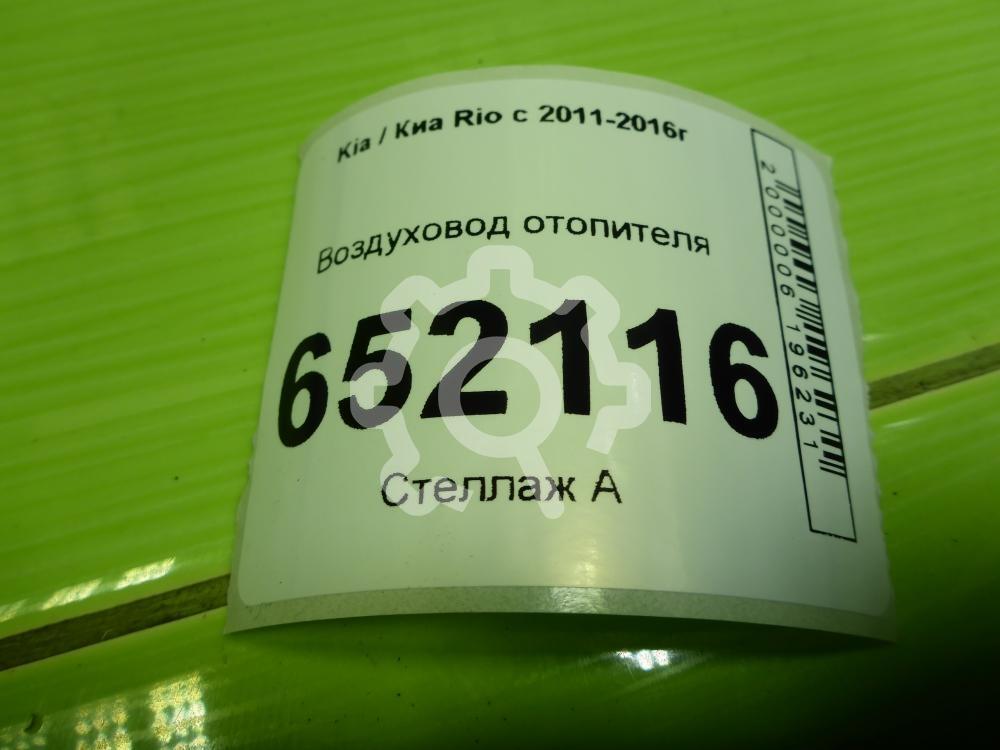 Kia / Киа Rio с 2011-2016г
Воздуховод отопителя
652116
Стеллаж А
2000006196231